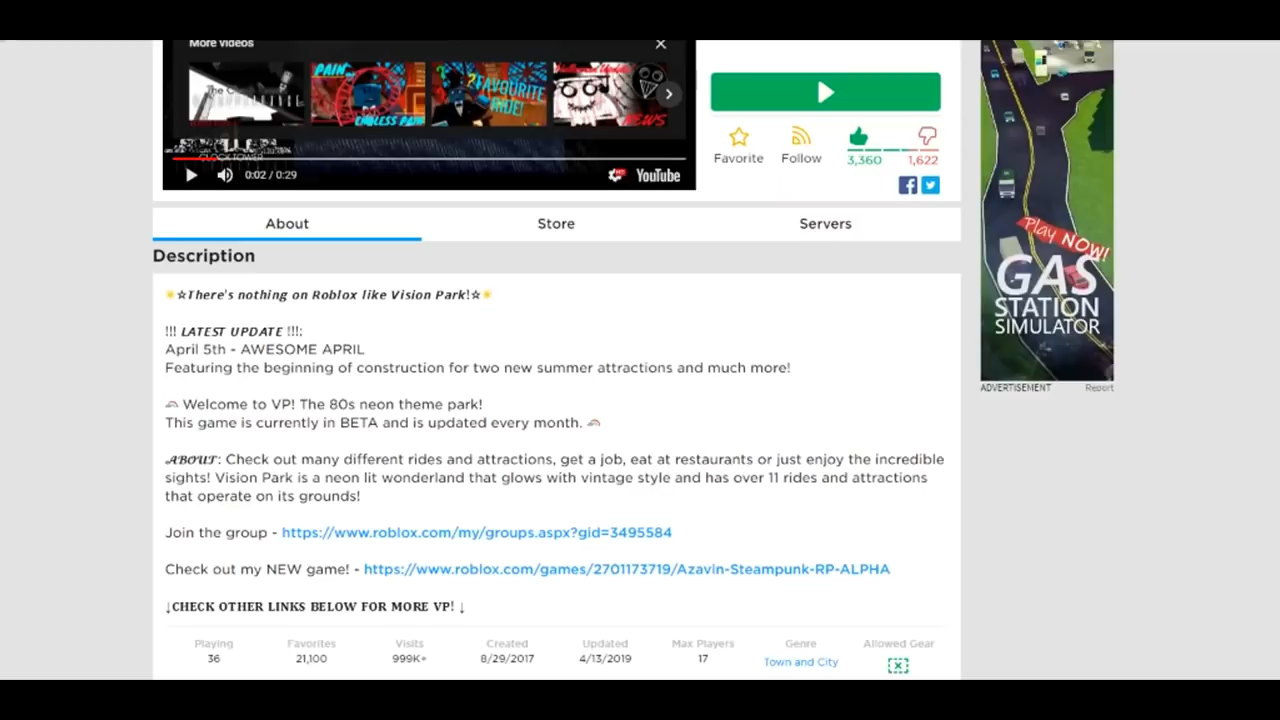 More videos
PAIN
ENDLESS PAIN
FAVOURITE
RIDE!
NEWS
CLOCK TOWER
0:02 / 0:29
YouTube
Favorite
Follow
3,360
1,622
About
Store
Servers
Description
☆There's nothing on Roblox like Vision Park!☆
!!! LATEST UPDATE !!!:
April 5th - AWESOME APRIL
Featuring the beginning of construction for two new summer attractions and much more!
Welcome to VP! The 80s neon theme park!
This game is currently in BETA and is updated every month.
ABOUT: Check out many different rides and attractions, get a job, eat at restaurants or just enjoy the incredible
sights! Vision Park is a neon lit wonderland that glows with vintage style and has over 11 rides and attractions
that operate on its grounds!
Join the group - https://www.roblox.com/my/groups.aspx?gid=3495584
Check out my NEW game! - https://www.roblox.com/games/2701173719/Azavin-Steampunk-RP-ALPHA
↓CHECK OTHER LINKS BELOW FOR MORE VP! ↓
Playing Favorites Visits Created Updated Max Players Genre Allowed Gear
36 21,100 999K+ 8/29/2017 4/13/2019 17 Town and City
Play NOW!
GAS
STATION
SIMULATOR
ADVERTISEMENT Report